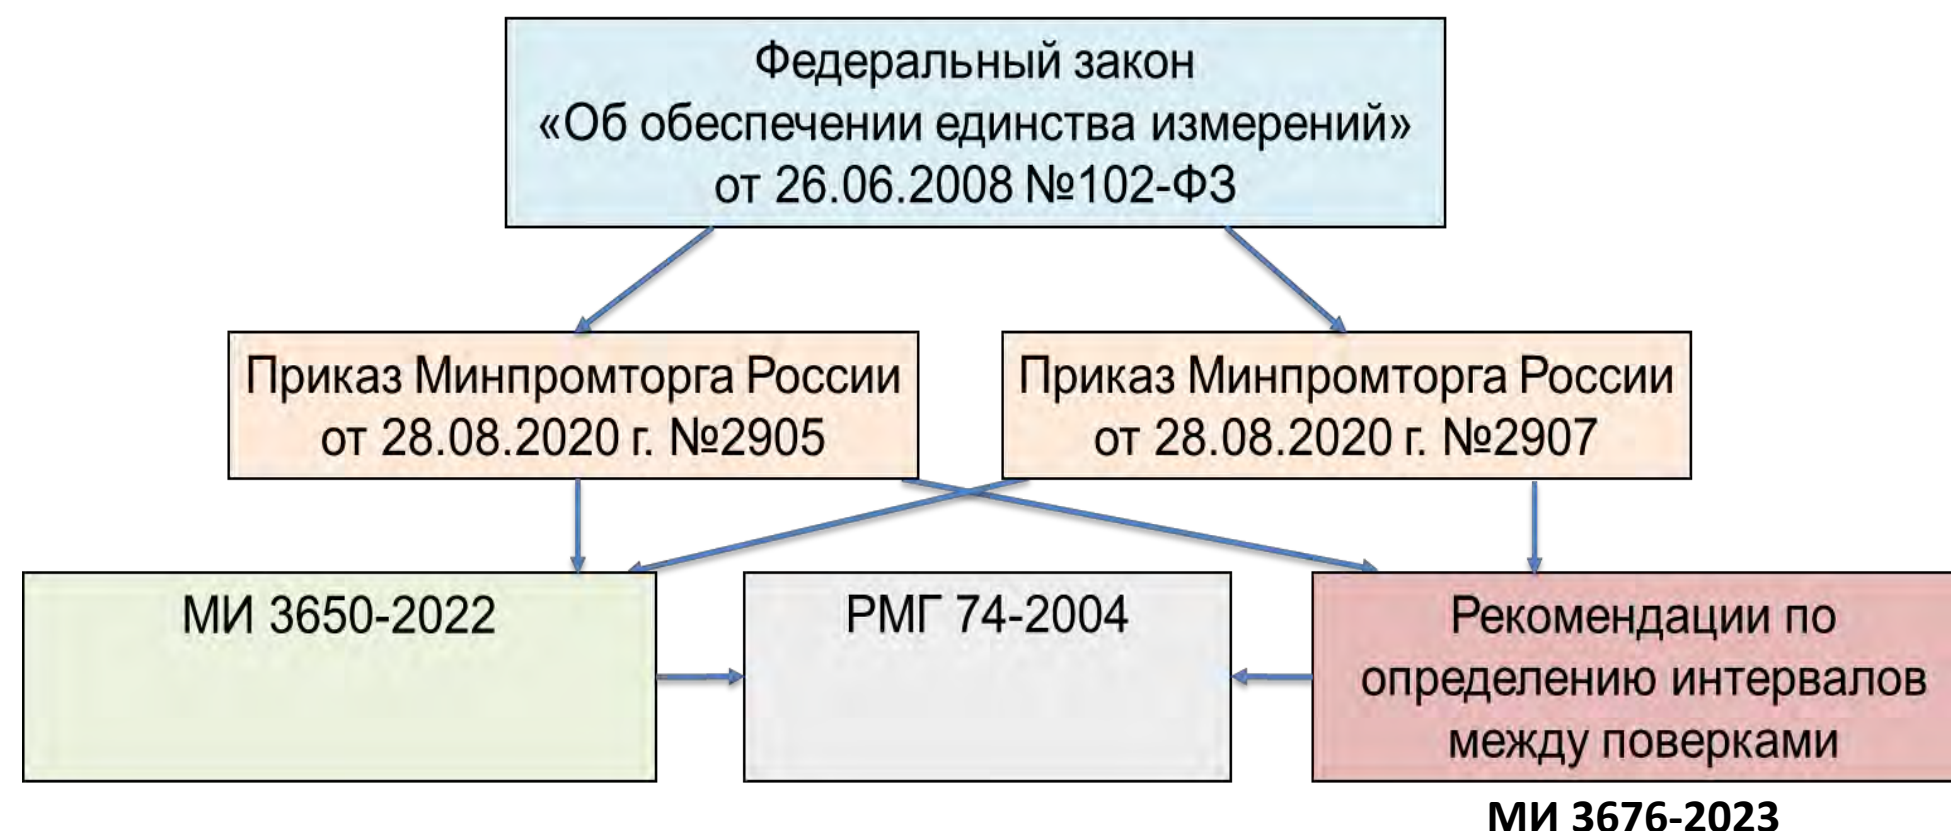 Федеральный закон
«Об обеспечении единства измерений»
от 26.06.2008 №102-ФЗ
Приказ Минпромторга России
от 28.08.2020 г. №2905
Приказ Минпромторга России
от 28.08.2020 г. №2907
МИ 3650-2022
РМГ 74-2004
Рекомендации по
определению интервалов
между поверками
МИ 3676-2023